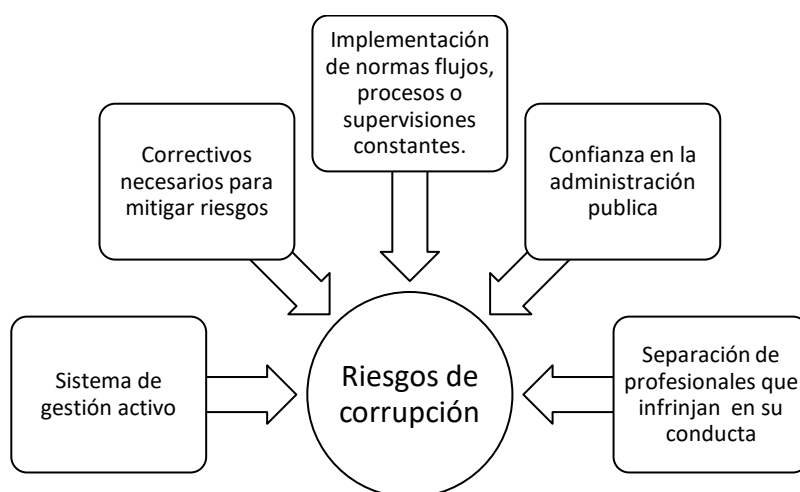 Implementación
de normas flujos,
procesos o
supervisiones
constantes.
Correctivos
necesarios para
mitigar riesgos
Confianza en la
administración
publica
Sistema de
gestión activo
Riesgos de
corrupción
Separación de
profesionales que
infrinjan en su
conducta